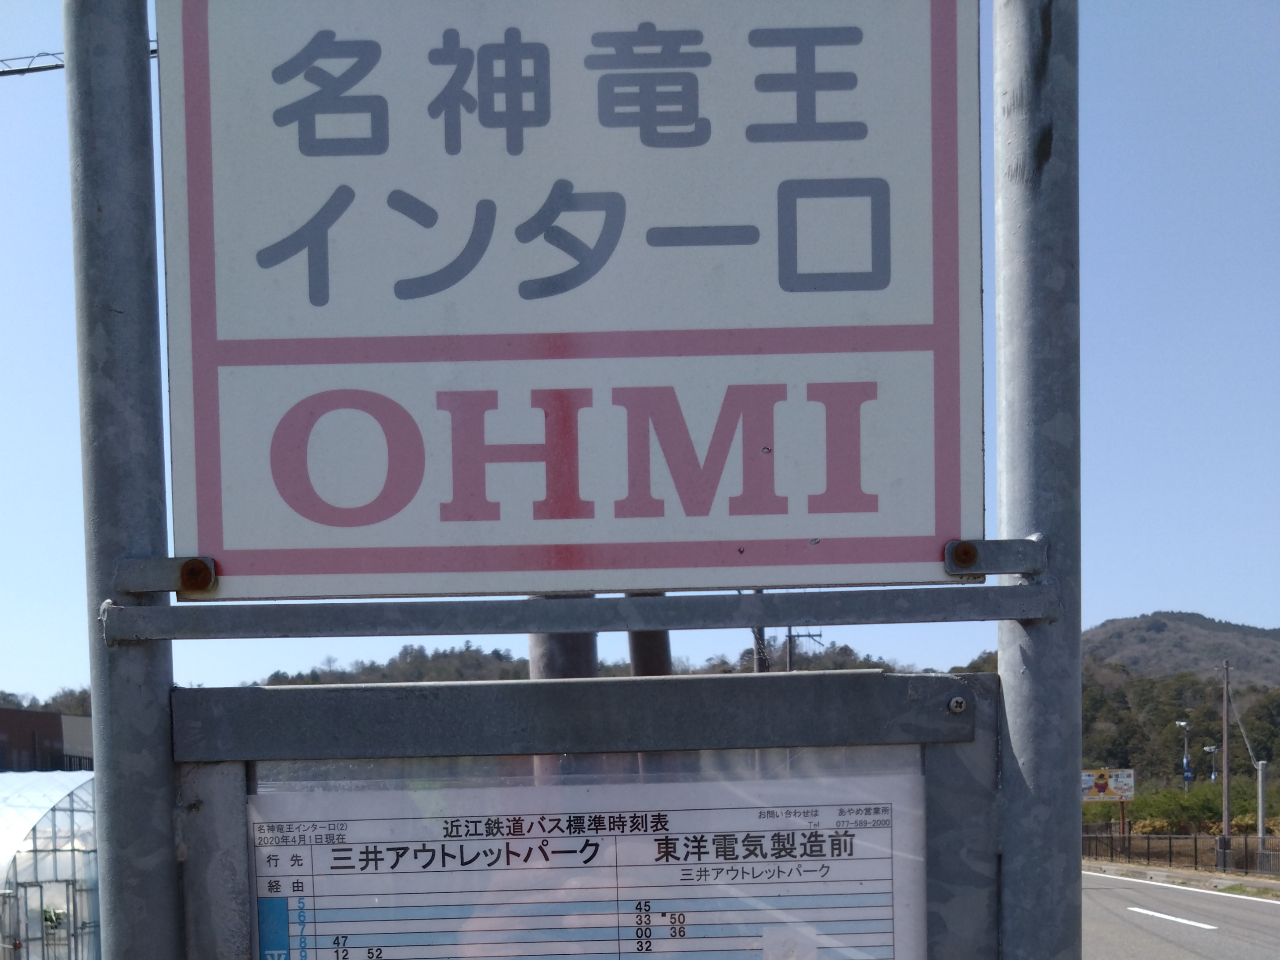 名神竜王
インター口
OHMI
名神竜王インター口(2)
2020年4月1日現在
近江鉄道バス標準時刻表
お問い合わせは あやめ営業所
Tel 077-589-2000
行先 三井アウトレットパーク 東洋電気製造前
経由 三井アウトレットパーク
5 45
6 33 50
7 00 36
8 47 32
9 12 52